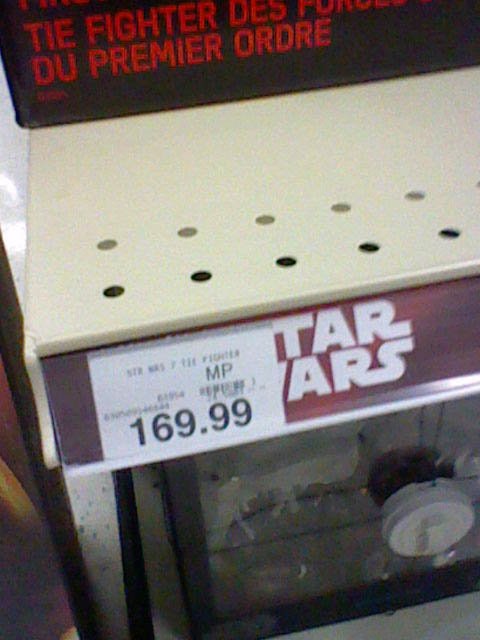 TIE FIGHTER DES FORCES
DU PREMIER ORDRE
TAR
ARS
STR WRS 7 TIE FIGHTER
MP
169.99